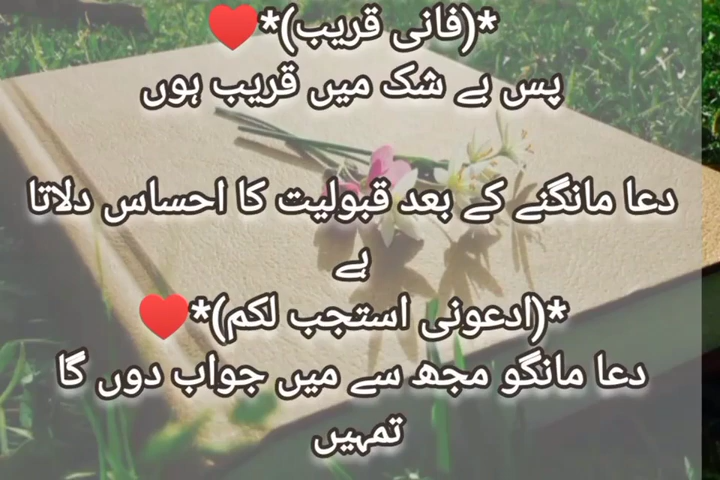 *(فانی قریب)*♥
پس بے شک میں قریب ہوں
دعا مانگنے کے بعد قبولیت کا احساس دلاتا
ہے
*(ادعونی استجب لکم)*♥
دعا مانگو مجھ سے میں جواب دوں گا
تمہیں